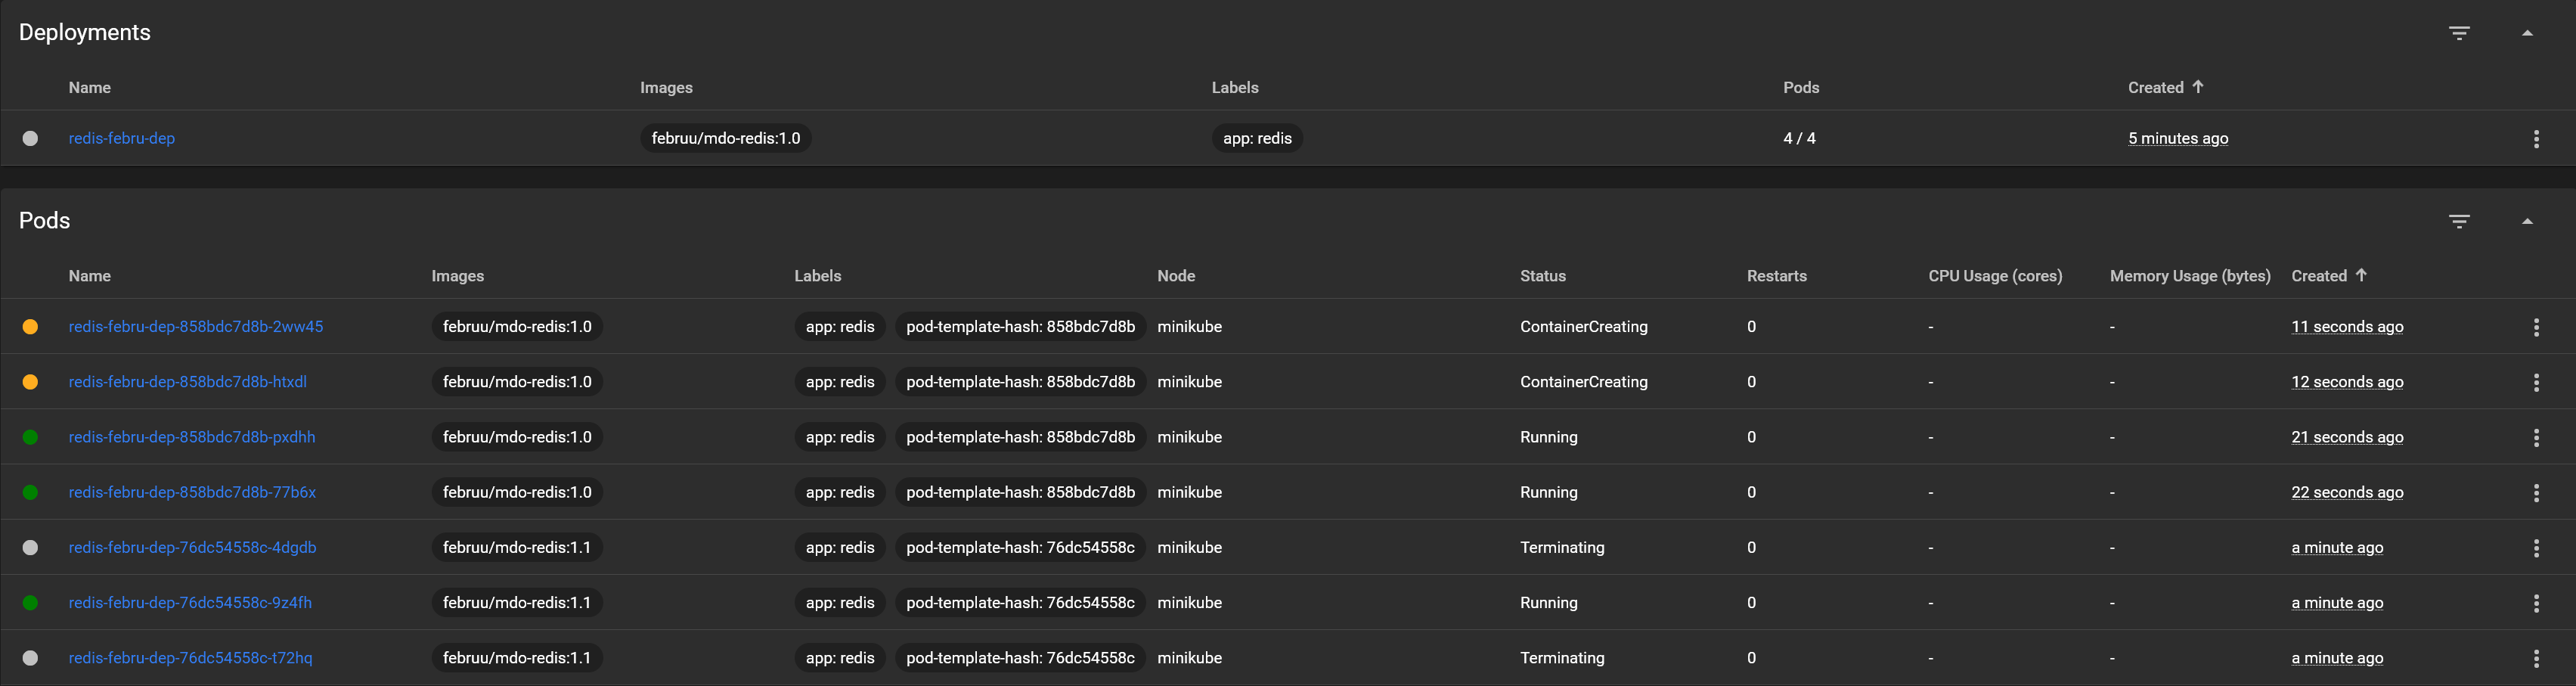 Deployments
Name Images Labels Pods Created
redis-febru-dep februu/mdo-redis:1.0 app: redis 4 / 4 5 minutes ago
Pods
Name Images Labels Node Status Restarts CPU Usage (cores) Memory Usage (bytes) Created
redis-febru-dep-858bdc7d8b-2ww45 februu/mdo-redis:1.0 app: redis pod-template-hash: 858bdc7d8b minikube ContainerCreating 0 - - 11 seconds ago
redis-febru-dep-858bdc7d8b-htxdl februu/mdo-redis:1.0 app: redis pod-template-hash: 858bdc7d8b minikube ContainerCreating 0 - - 12 seconds ago
redis-febru-dep-858bdc7d8b-pxdhh februu/mdo-redis:1.0 app: redis pod-template-hash: 858bdc7d8b minikube Running 0 - - 21 seconds ago
redis-febru-dep-858bdc7d8b-77b6x februu/mdo-redis:1.0 app: redis pod-template-hash: 858bdc7d8b minikube Running 0 - - 22 seconds ago
redis-febru-dep-76dc54558c-4dgdb februu/mdo-redis:1.1 app: redis pod-template-hash: 76dc54558c minikube Terminating 0 - - a minute ago
redis-febru-dep-76dc54558c-9z4fh februu/mdo-redis:1.1 app: redis pod-template-hash: 76dc54558c minikube Running 0 - - a minute ago
redis-febru-dep-76dc54558c-t72hq februu/mdo-redis:1.1 app: redis pod-template-hash: 76dc54558c minikube Terminating 0 - - a minute ago